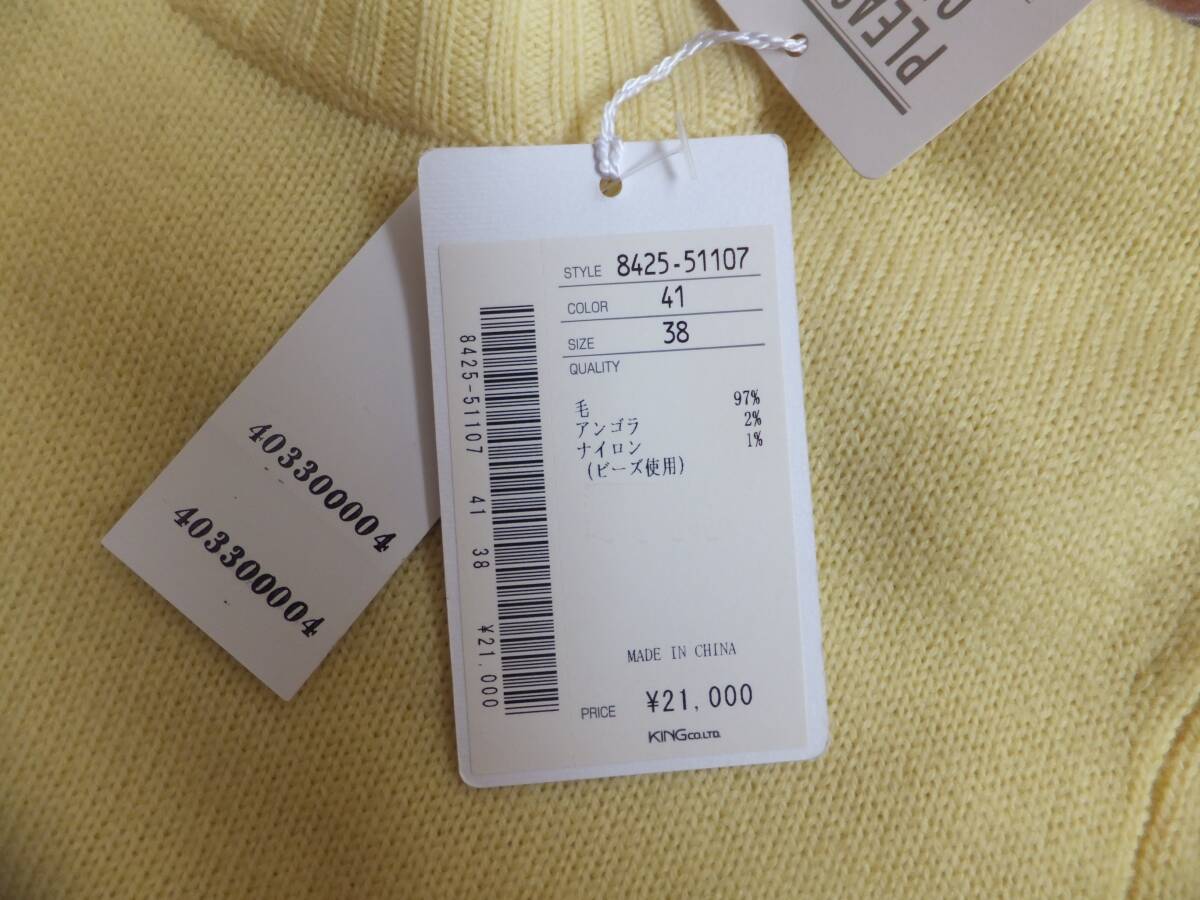 PLEAS
STYLE 8425-51107
COLOR 41
SIZE 38
QUALITY
毛 97%
アンゴラ 2%
ナイロン 1%
(ビーズ使用)
MADE IN CHINA
PRICE ¥21,000
KING CO.LTD.
8425-51107 41 38 ¥21,000
403300004
403300004